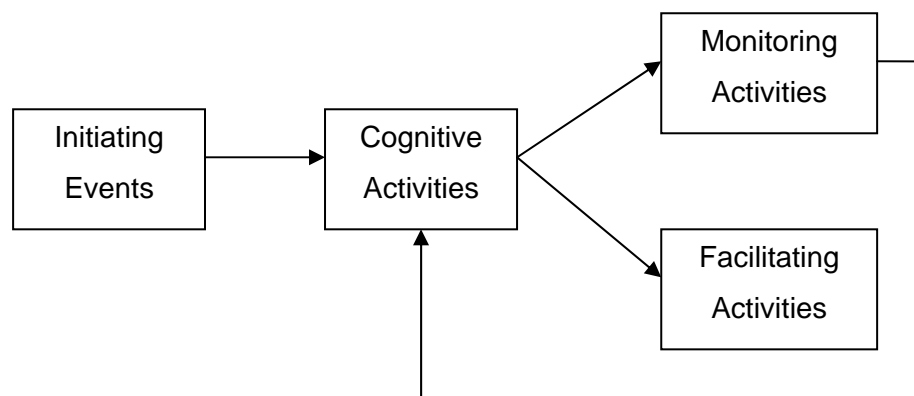 Initiating
Events
Cognitive
Activities
Monitoring
Activities
Facilitating
Activities